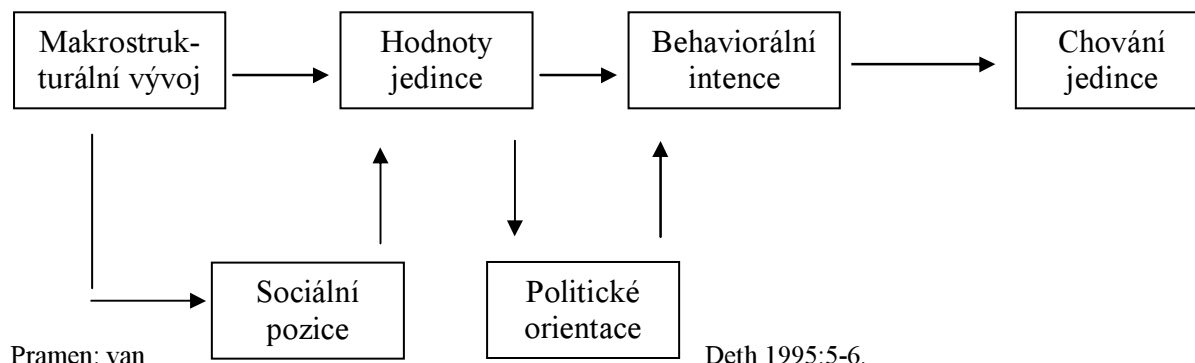 Makrostruk-
turální vývoj
Hodnoty
jedince
Behaviorální
intence
Chování
jedince
Sociální
pozice
Politické
orientace
Pramen: van Deth 1995:5-6.